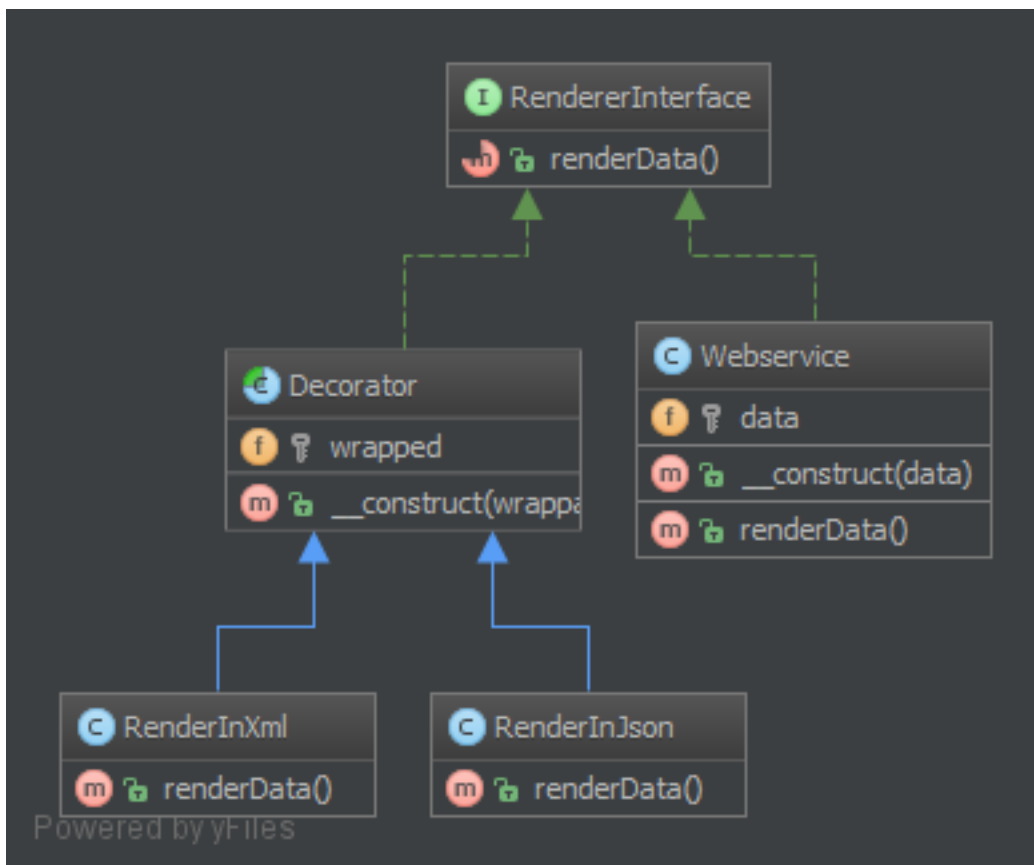 RendererInterface
renderData()
Decorator
wrapped
__construct(wrappa
Webservice
data
__construct(data)
renderData()
RenderInXml
renderData()
RenderInJson
renderData()
Powered by yFiles